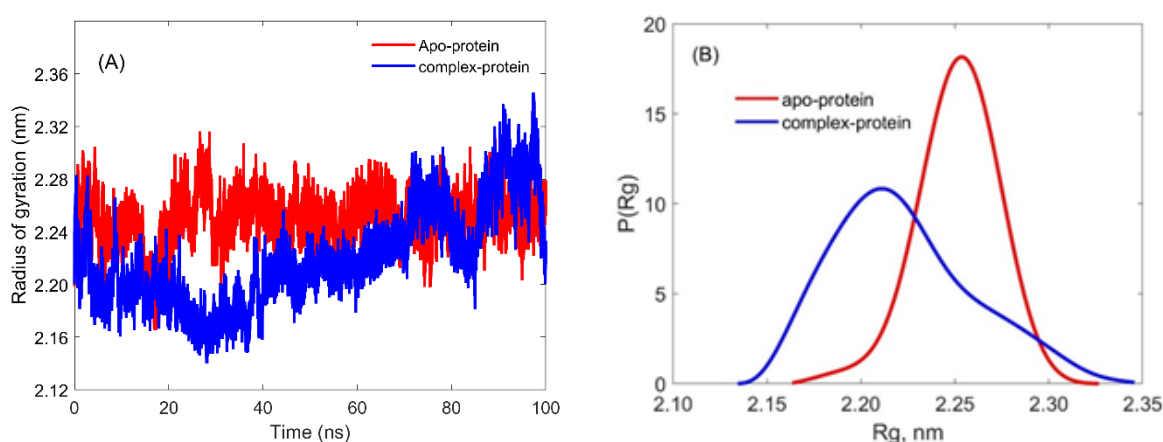 (A)
Apo-protein
complex-protein
Radius of gyration (nm)
2.36
2.32
2.28
2.24
2.20
2.16
2.12
0 20 40 60 80 100
Time (ns)
(B)
apo-protein
complex-protein
P(Rg)
20
15
10
5
0
2.10 2.15 2.20 2.25 2.30 2.35
Rg, nm